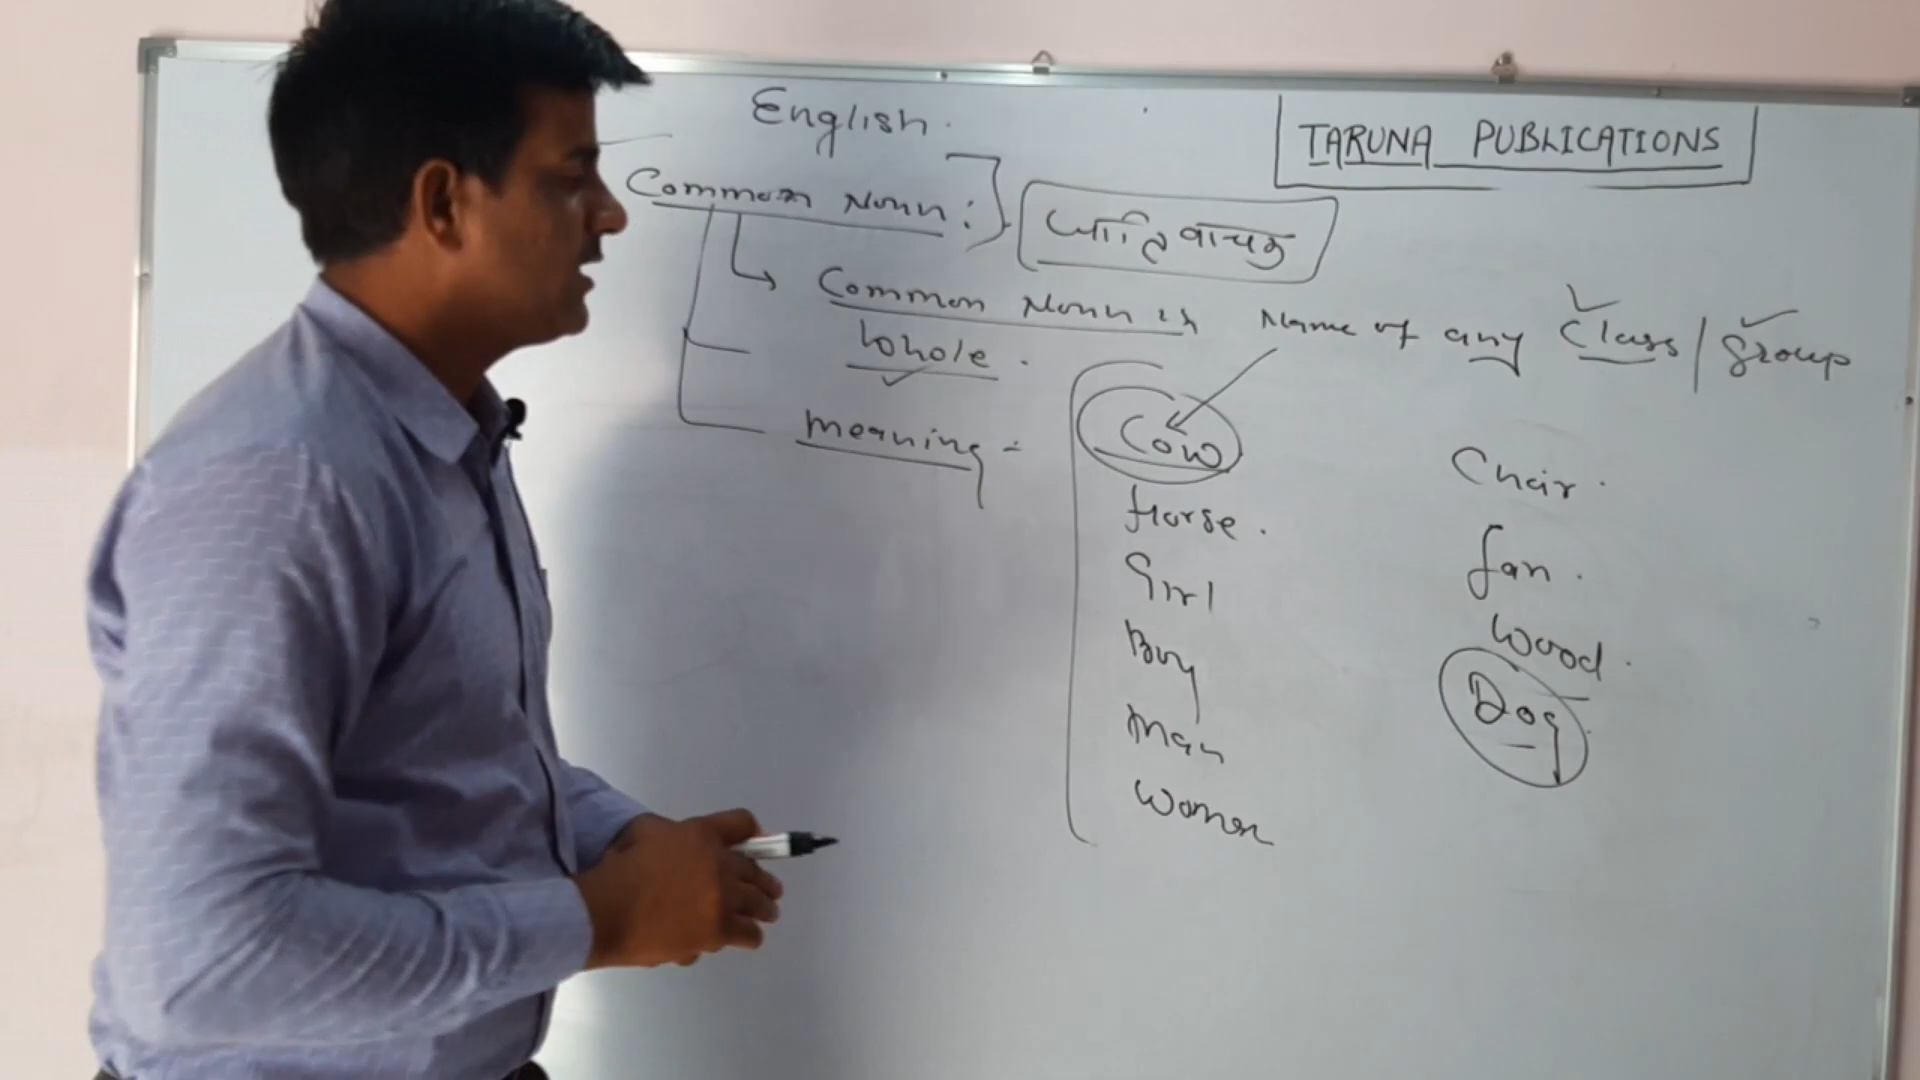 English.
TARUNA PUBLICATIONS
Common Noun :
जातिवाचक
Common Noun is Name of any Class / Group
Whole.
meaning -
Cow
Horse.
Girl
Boy
Man
Women
Chair.
fan.
Wood.
Dog